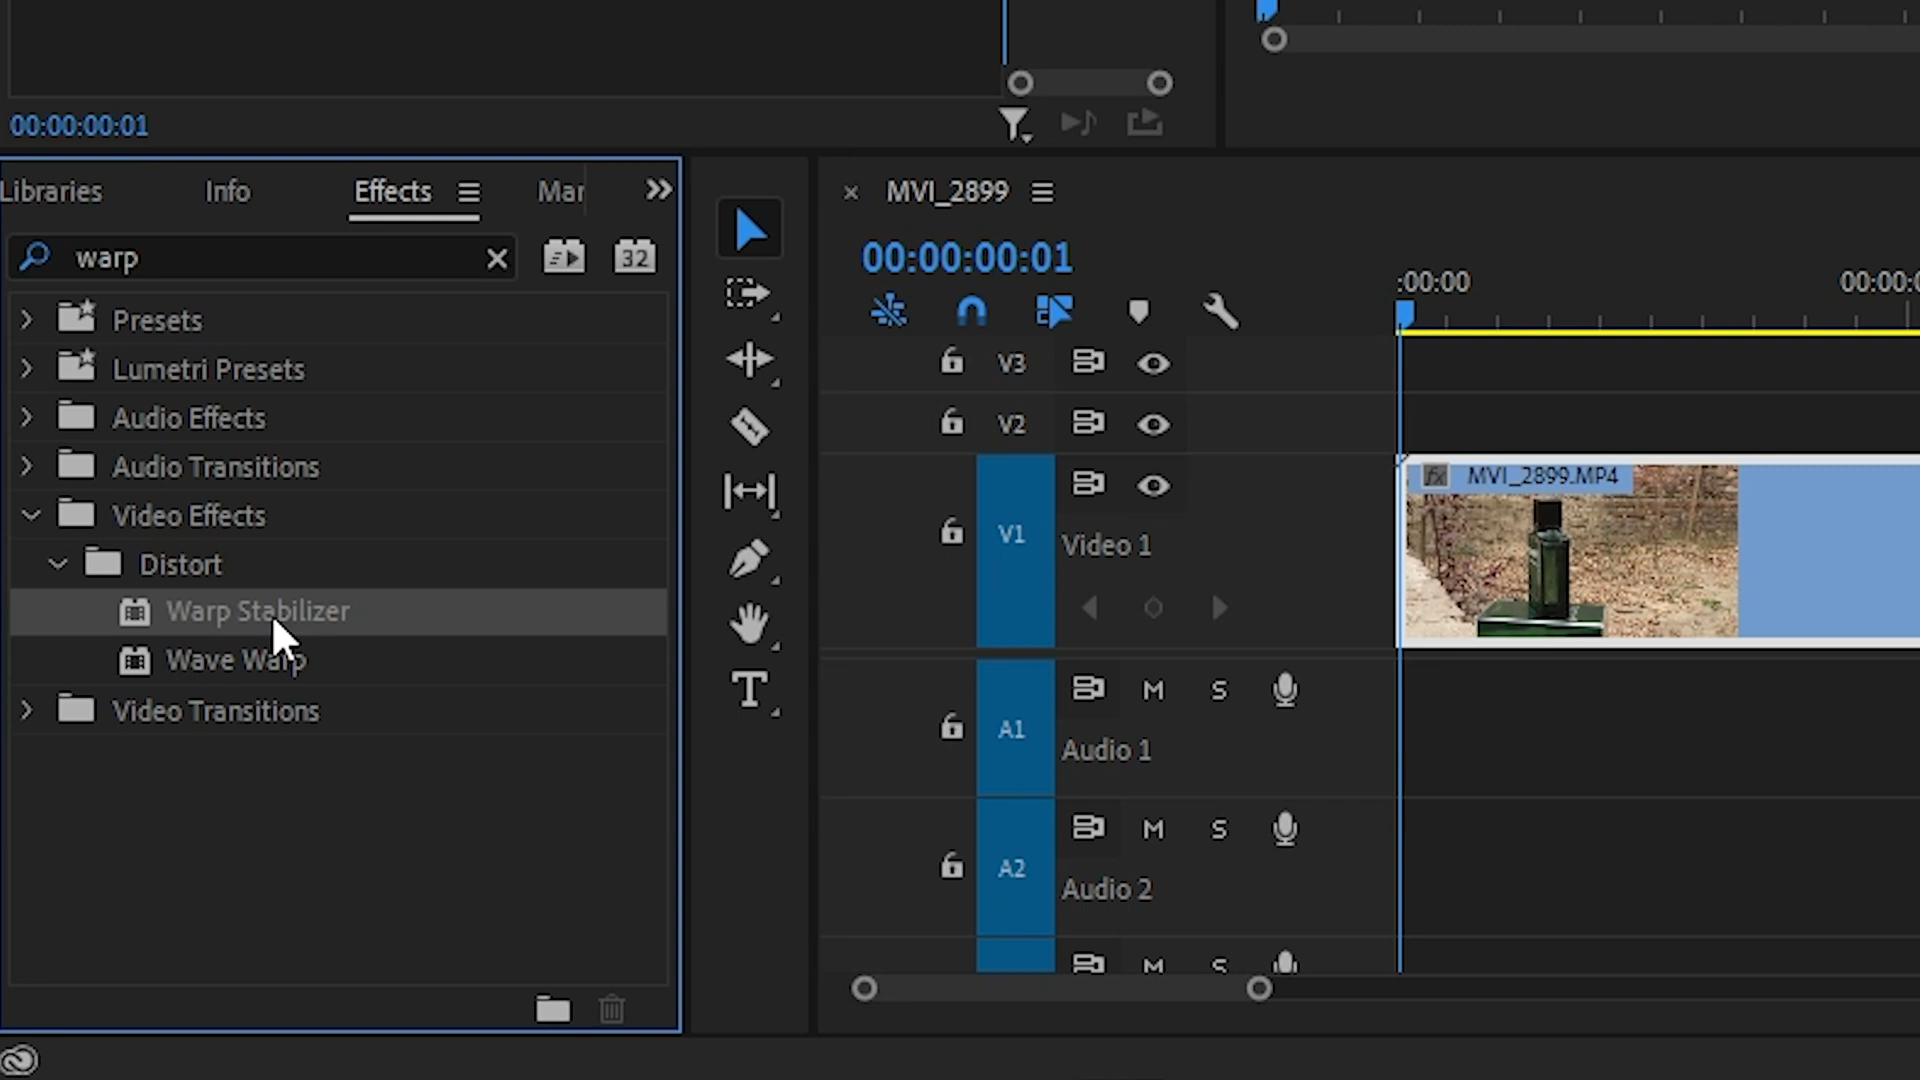 00:00:00:01
Libraries Info Effects Mar
warp
32
Presets
Lumetri Presets
Audio Effects
Audio Transitions
Video Effects
Distort
Warp Stabilizer
Wave Warp
Video Transitions
MVI_2899
00:00:00:01
:00:00 00:00:0
V3
V2
fx MVI_2899.MP4
V1 Video 1
A1 M S
Audio 1
A2 M S
Audio 2
M S